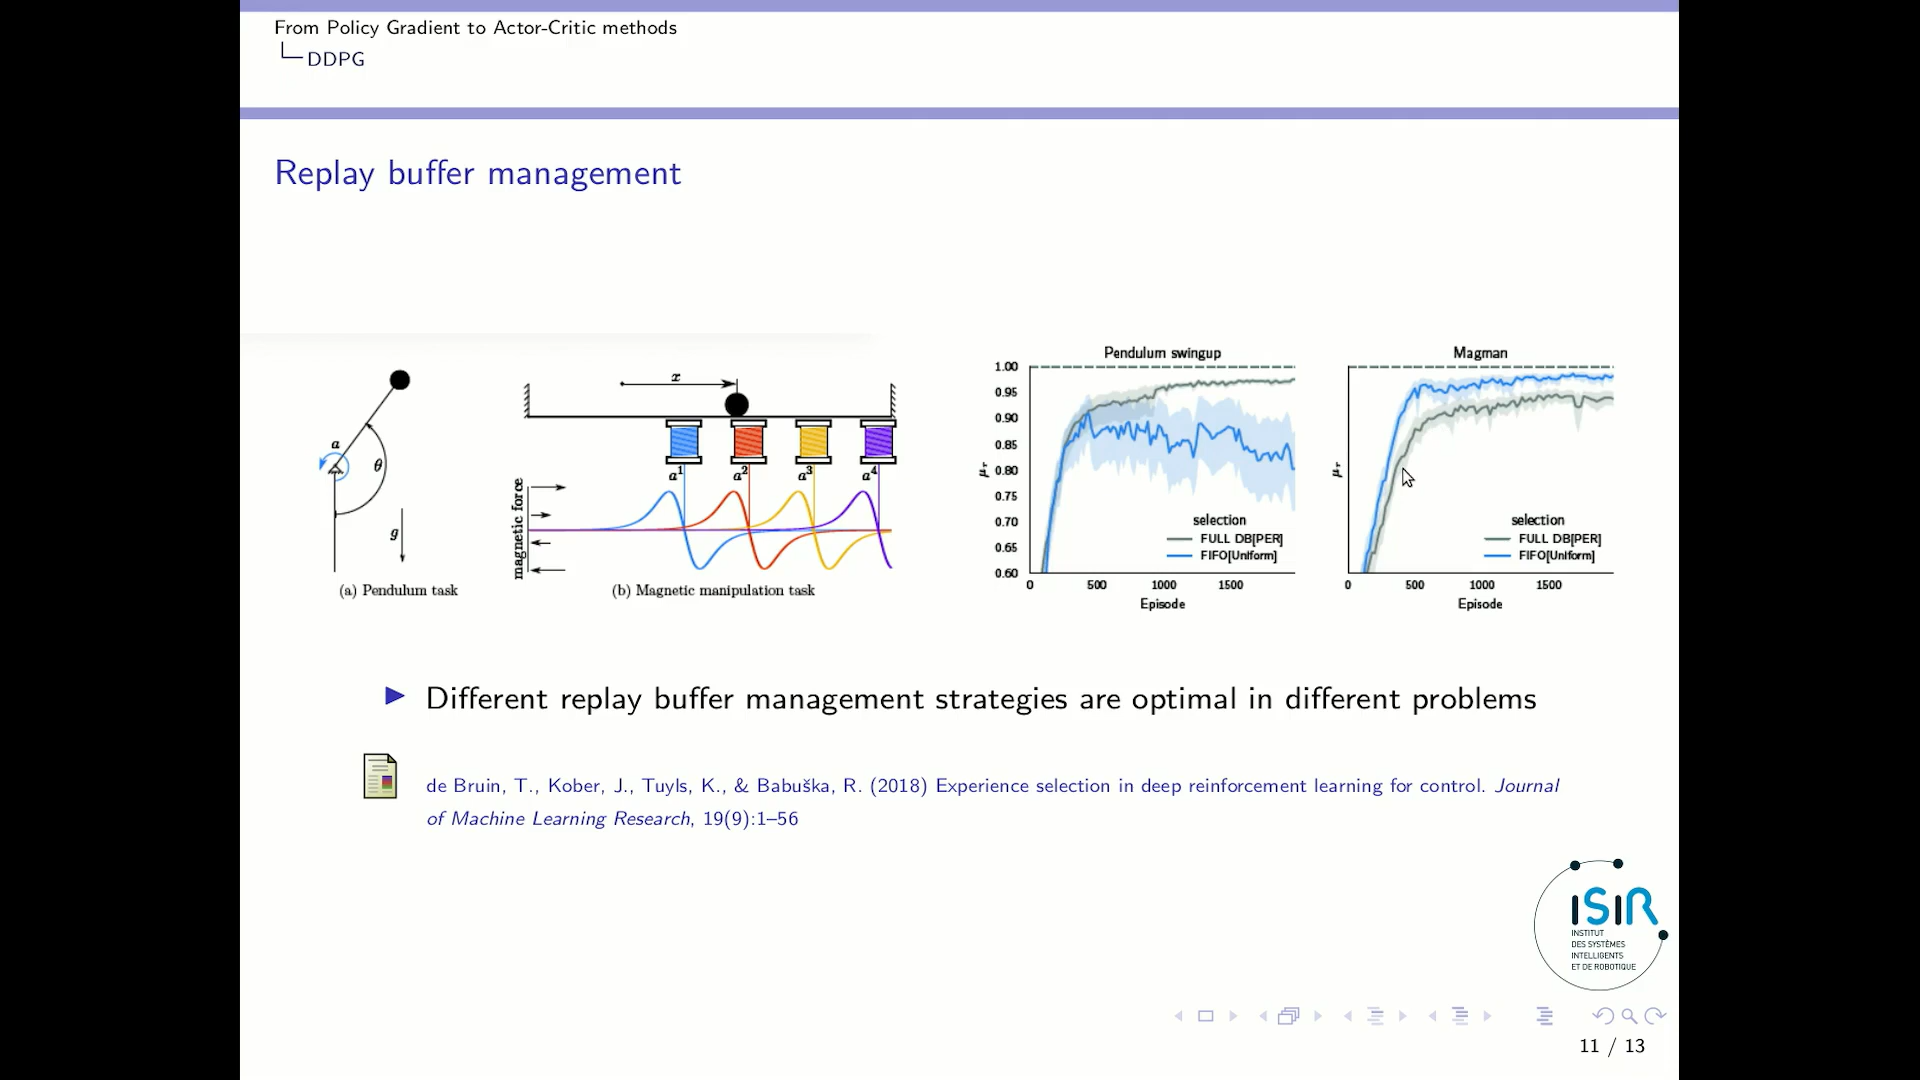 From Policy Gradient to Actor-Critic methods
DDPG
Replay buffer management
a
θ
g
(a) Pendulum task
x
a¹ a² a³ a⁴
magnetic force
(b) Magnetic manipulation task
Pendulum swingup
1.00
0.95
0.90
0.85
0.80
0.75
0.70
0.65
0.60
μr
selection
FULL DB[PER]
FIFO[Uniform]
0 500 1000 1500
Episode
Magman
μr
selection
FULL DB[PER]
FIFO[Uniform]
0 500 1000 1500
Episode
Different replay buffer management strategies are optimal in different problems
de Bruin, T., Kober, J., Tuyls, K., & Babuška, R. (2018) Experience selection in deep reinforcement learning for control. Journal
of Machine Learning Research, 19(9):1–56
ISIR
INSTITUT
DES SYSTÈMES
INTELLIGENTS
ET DE ROBOTIQUE
11 / 13